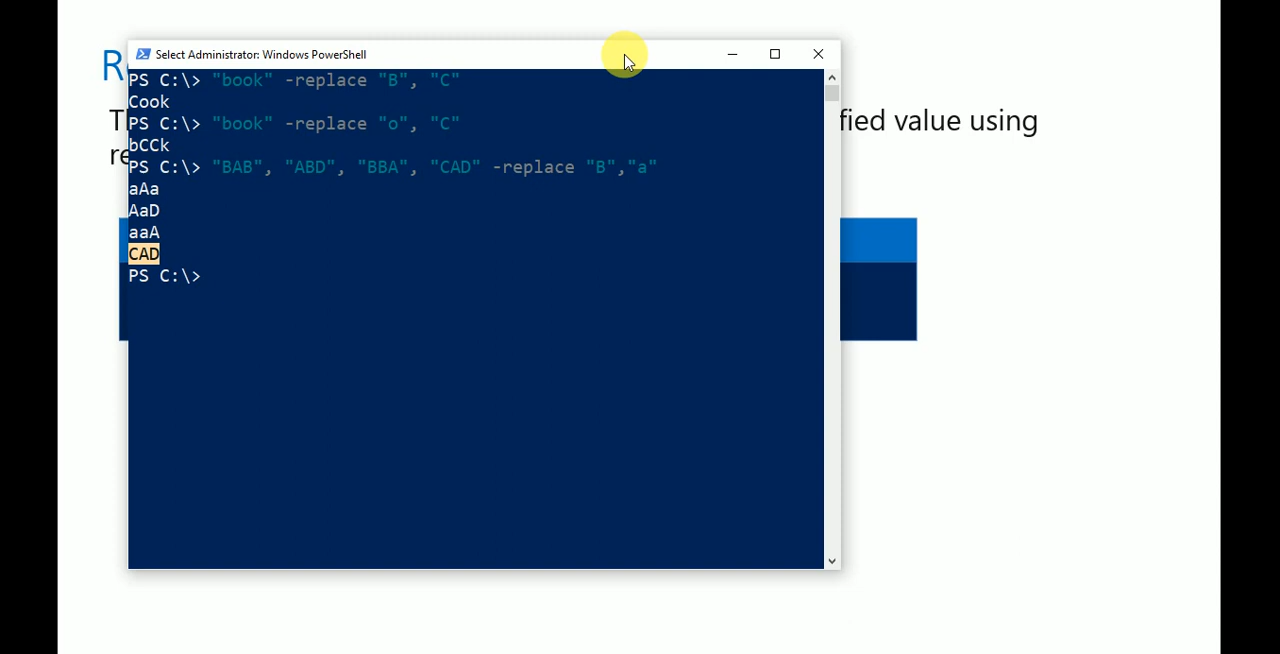 Select Administrator: Windows PowerShell
PS C:\> "book" -replace "B", "C"
Cook
PS C:\> "book" -replace "o", "C"
bCCk
PS C:\> "BAB", "ABD", "BBA", "CAD" -replace "B","a"
aAa
AaD
aaA
CAD
PS C:\>
value using